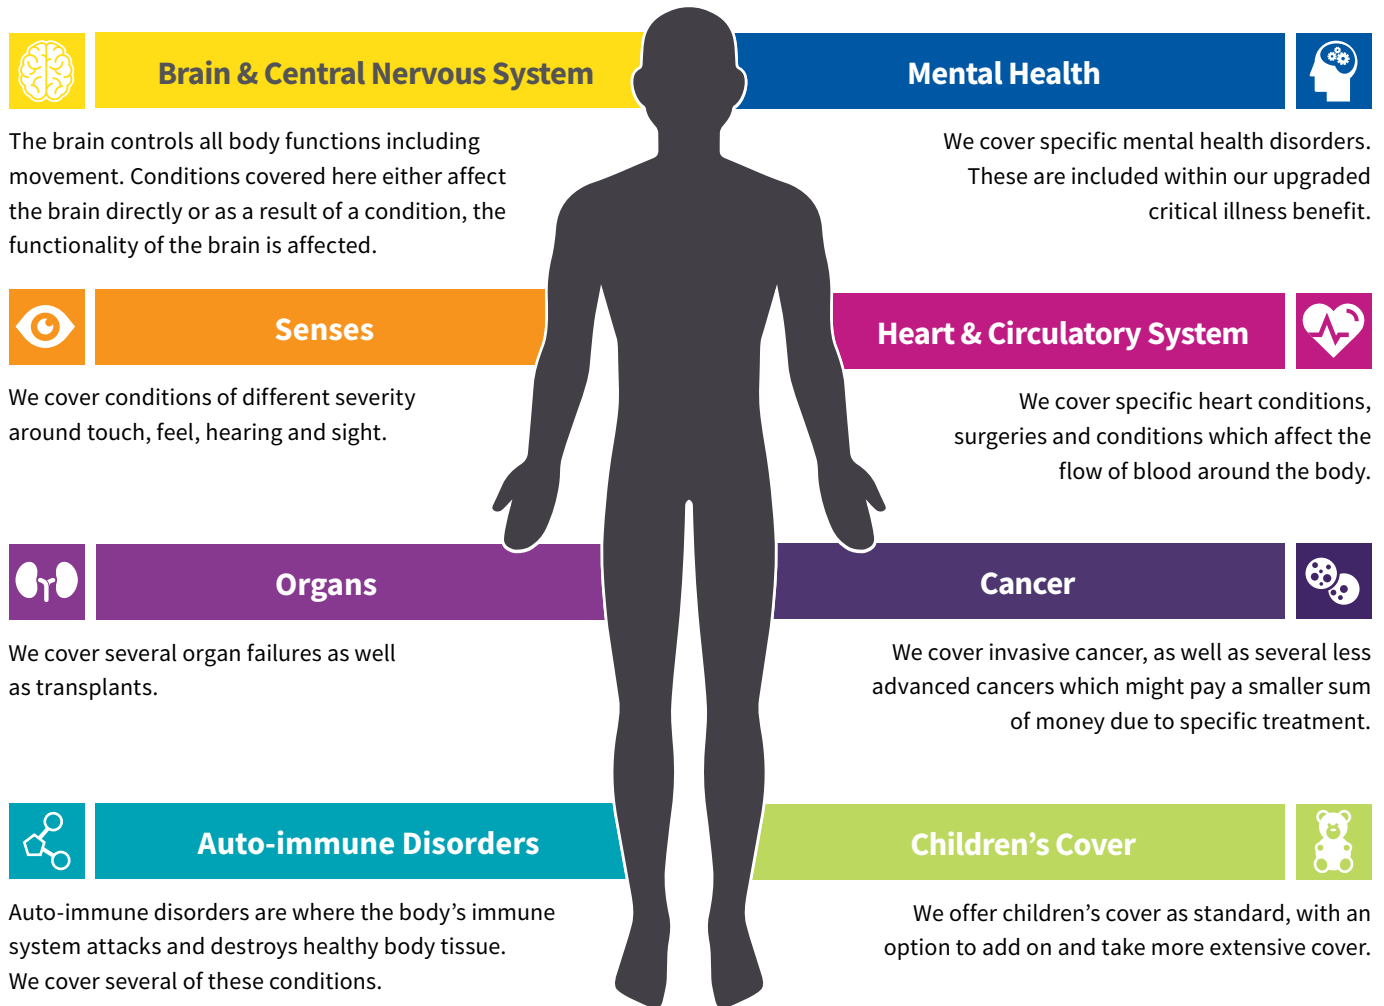 Brain & Central Nervous System
The brain controls all body functions including
movement. Conditions covered here either affect
the brain directly or as a result of a condition, the
functionality of the brain is affected.
Mental Health
We cover specific mental health disorders.
These are included within our upgraded
critical illness benefit.
Senses
We cover conditions of different severity
around touch, feel, hearing and sight.
Heart & Circulatory System
We cover specific heart conditions,
surgeries and conditions which affect the
flow of blood around the body.
Organs
We cover several organ failures as well
as transplants.
Cancer
We cover invasive cancer, as well as several less
advanced cancers which might pay a smaller sum
of money due to specific treatment.
Auto-immune Disorders
Auto-immune disorders are where the body’s immune
system attacks and destroys healthy body tissue.
We cover several of these conditions.
Children’s Cover
We offer children’s cover as standard, with an
option to add on and take more extensive cover.